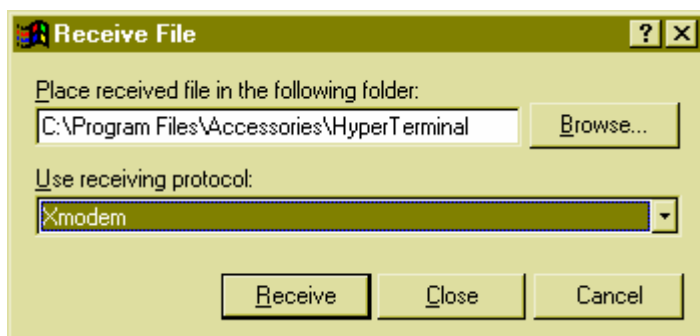 Receive File
Place received file in the following folder:
C:\Program Files\Accessories\HyperTerminal
Browse...
Use receiving protocol:
Xmodem
Receive Close Cancel